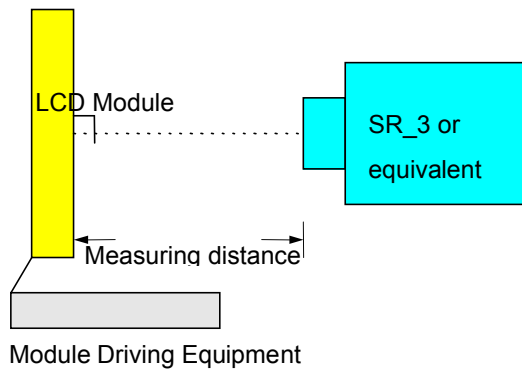 LCD Module
SR_3 or
equivalent
Measuring distance
Module Driving Equipment